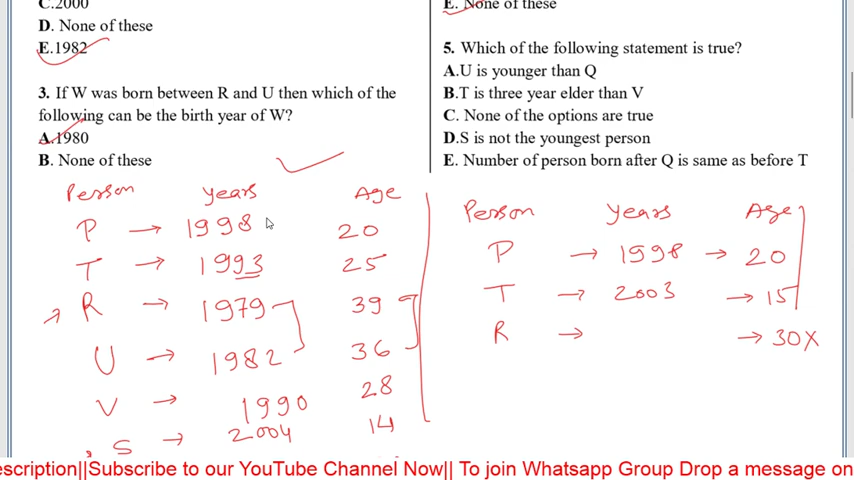 C.2000
D. None of these
E.1982
3. If W was born between R and U then which of the
following can be the birth year of W?
A.1980
B. None of these
Person Years Age
P → 1998 20
T → 1993 25
→ R → 1979 39
U → 1982 36
V → 1990 28
S → 2004 14
E. None of these
5. Which of the following statement is true?
A.U is younger than Q
B.T is three year elder than V
C. None of the options are true
D.S is not the youngest person
E. Number of person born after Q is same as before T
Person Years Age
P → 1998 → 20
T → 2003 → 15
R → → 30X
escription||Subscribe to our YouTube Channel Now|| To join Whatsapp Group Drop a message on